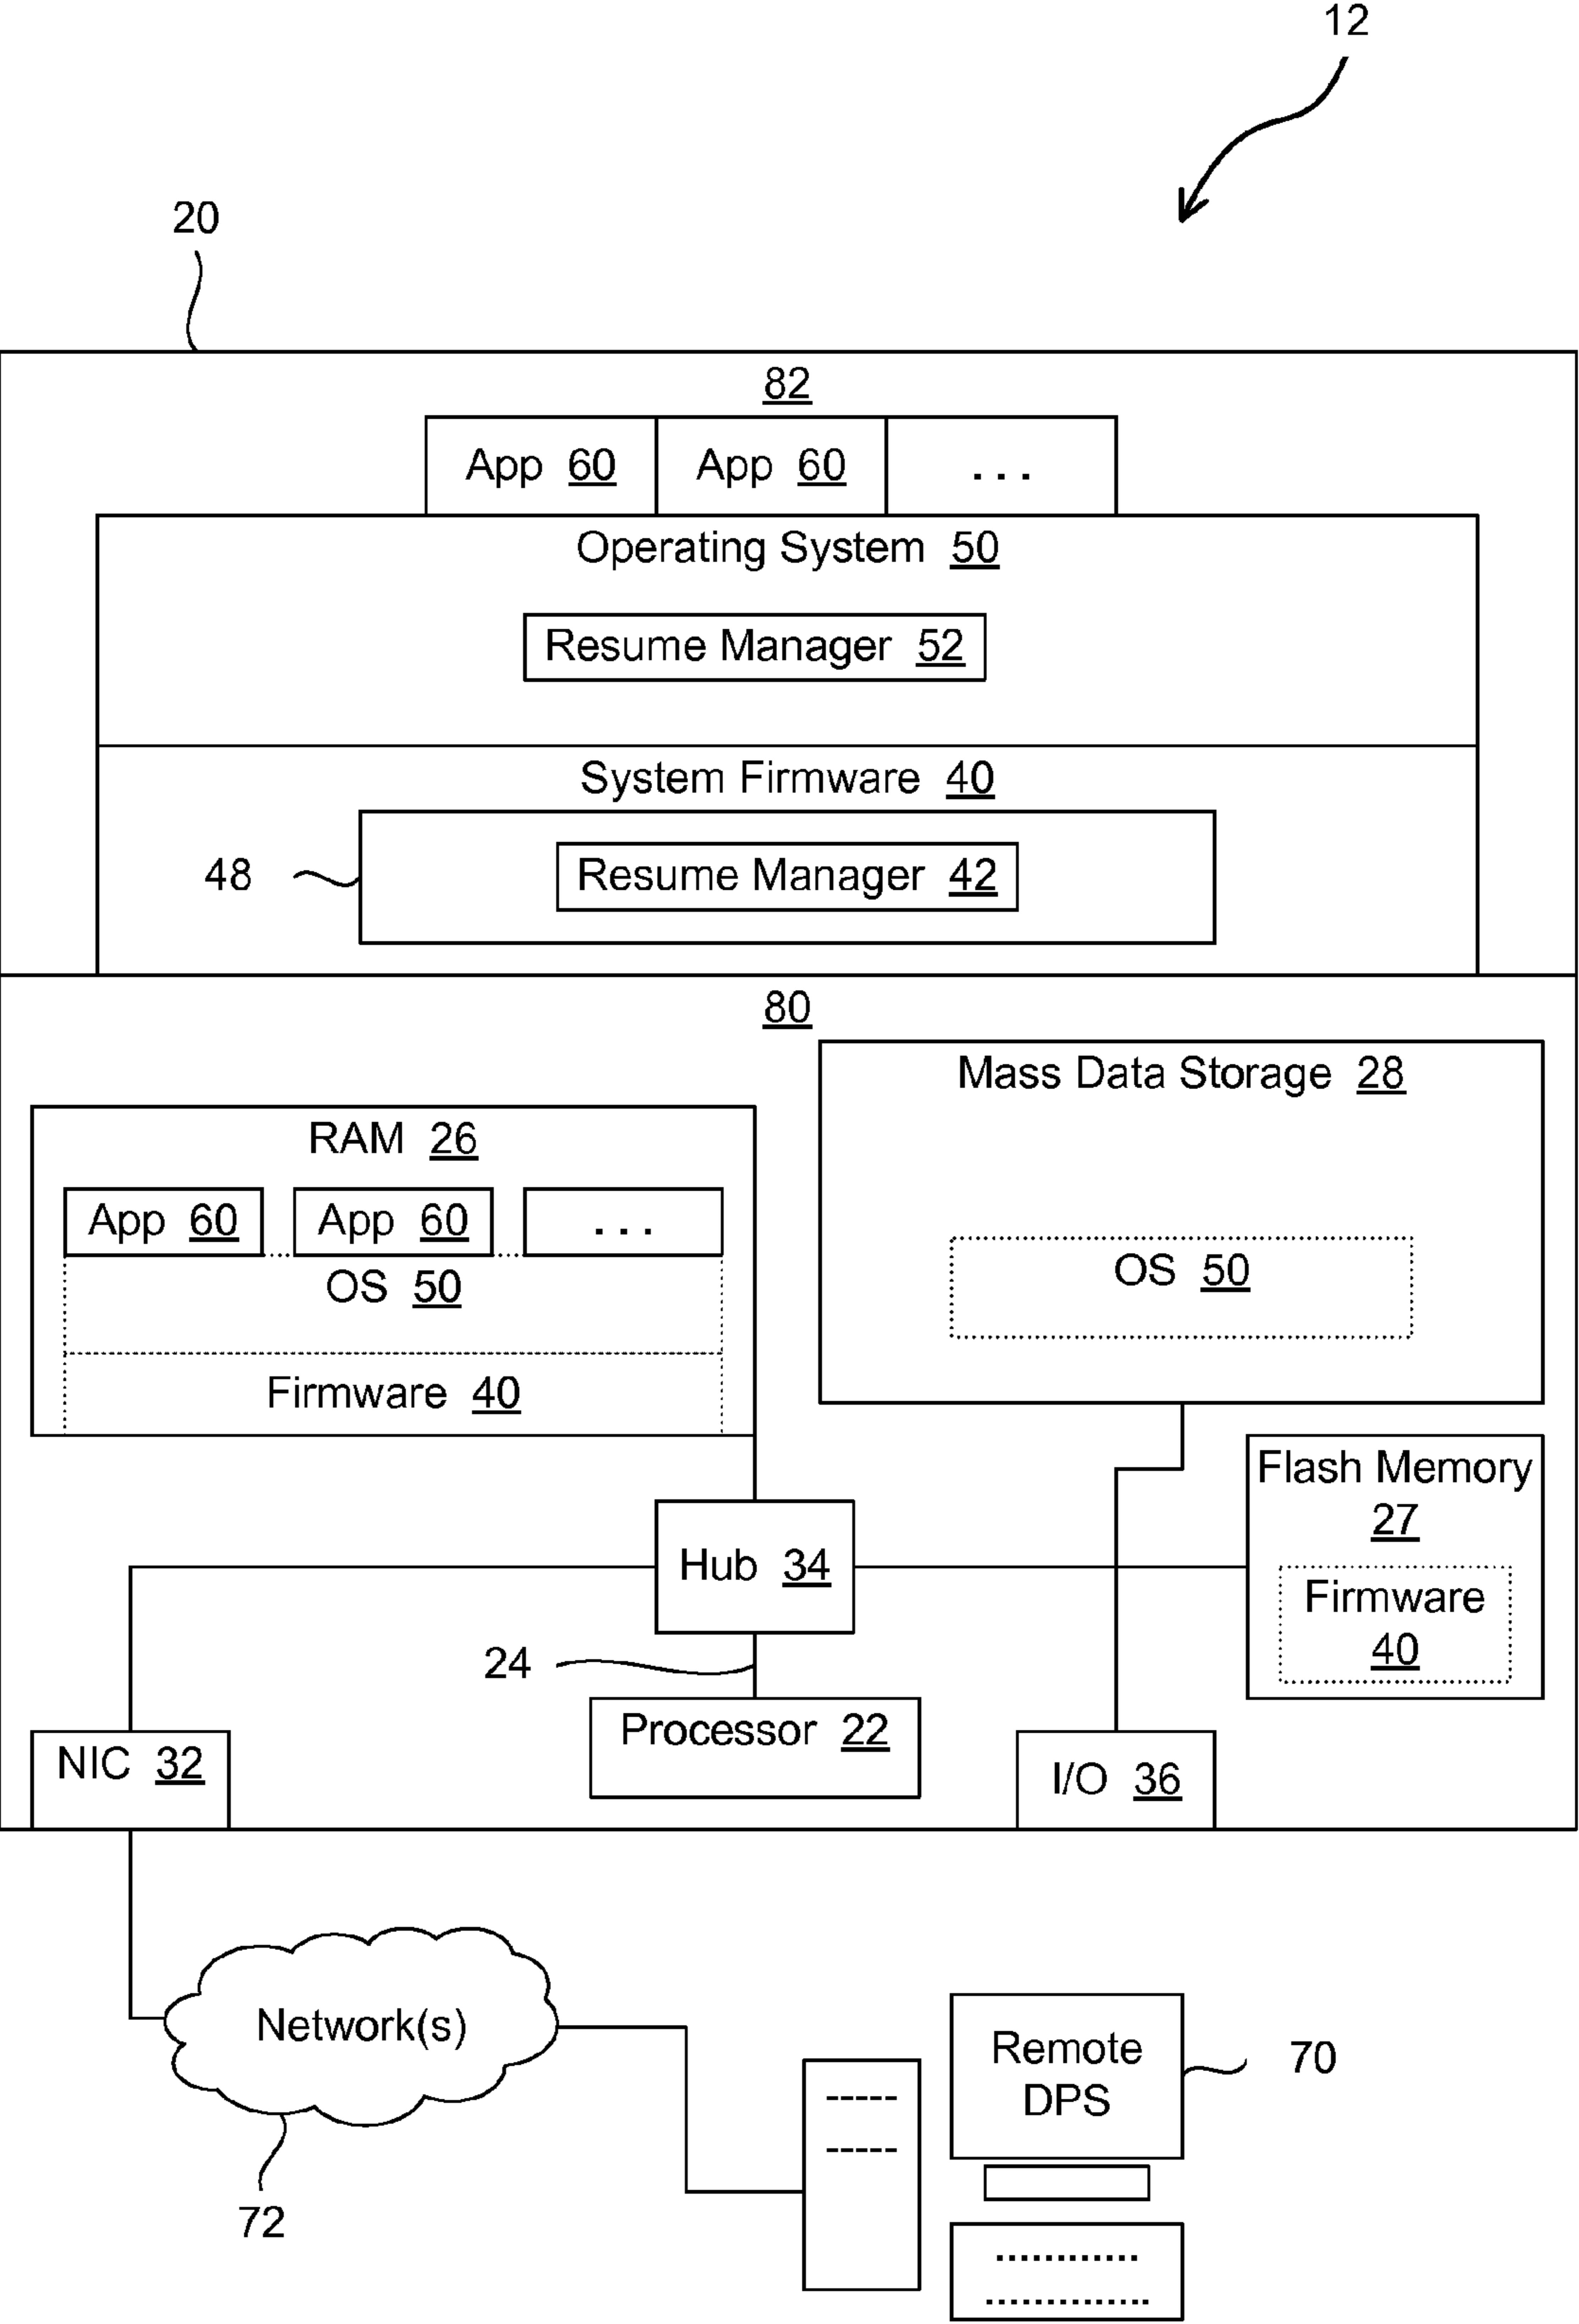 12
20
82
App 60 App 60 . . .
Operating System 50
Resume Manager 52
System Firmware 40
48
Resume Manager 42
80
Mass Data Storage 28
RAM 26
App 60 App 60 . . .
OS 50
OS 50
Firmware 40
Flash Memory
27
Hub 34
Firmware
40
24
Processor 22
NIC 32
I/O 36
Network(s)
Remote
DPS
70
72